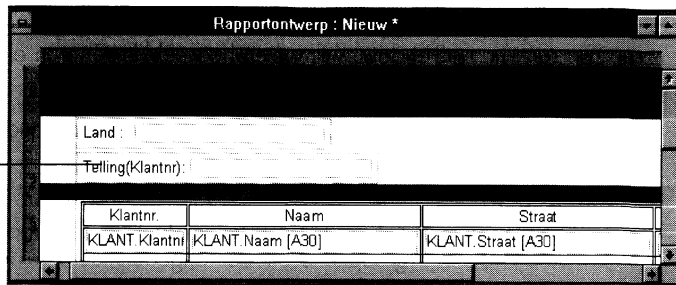 Rapportontwerp : Nieuw *
Land :
Telling(Klantnr):
Klantnr. Naam Straat
KLANT.Klantnr KLANT.Naam [A30] KLANT.Straat [A30]